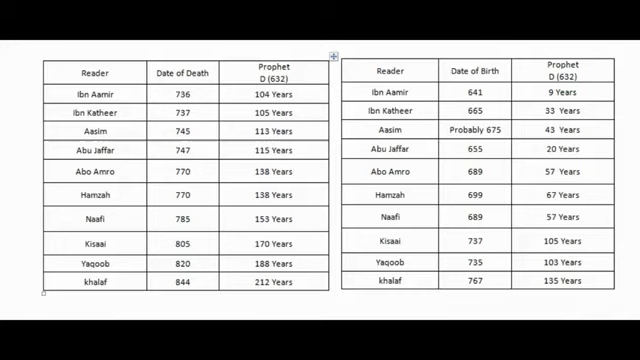 Reader Date of Death Prophet D (632)
Ibn Aamir 736 104 Years
Ibn Katheer 737 105 Years
Aasim 745 113 Years
Abu Jaffar 747 115 Years
Abo Amro 770 138 Years
Hamzah 770 138 Years
Naafi 785 153 Years
Kisaai 805 170 Years
Yaqoob 820 188 Years
khalaf 844 212 Years
Reader Date of Birth Prophet D (632)
Ibn Aamir 641 9 Years
Ibn Katheer 665 33 Years
Aasim Probably 675 43 Years
Abu Jaffar 655 20 Years
Abo Amro 689 57 Years
Hamzah 699 67 Years
Naafi 689 57 Years
Kisaai 737 105 Years
Yaqoob 735 103 Years
khalaf 767 135 Years